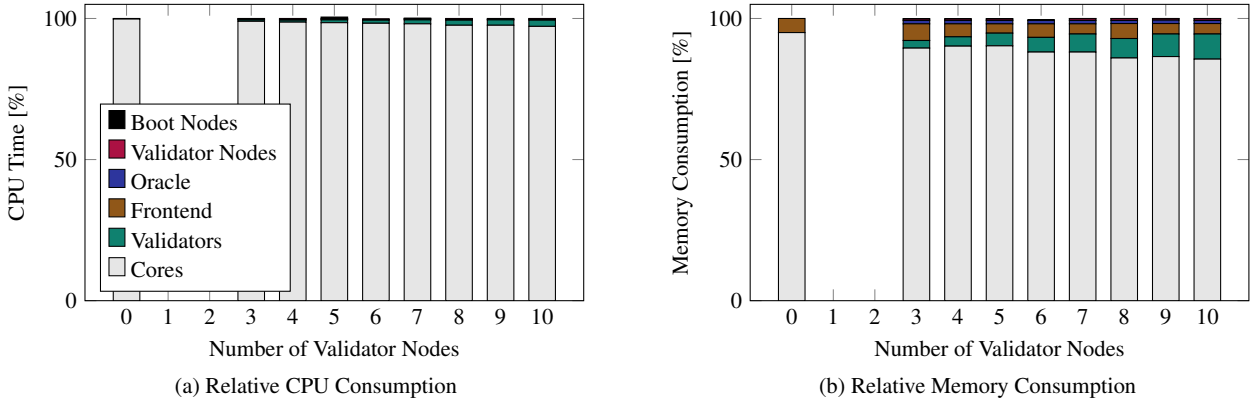 100
50
0
CPU Time [%]
Boot Nodes
Validator Nodes
Oracle
Frontend
Validators
Cores
0 1 2 3 4 5 6 7 8 9 10
Number of Validator Nodes
(a) Relative CPU Consumption
100
50
0
Memory Consumption [%]
0 1 2 3 4 5 6 7 8 9 10
Number of Validator Nodes
(b) Relative Memory Consumption